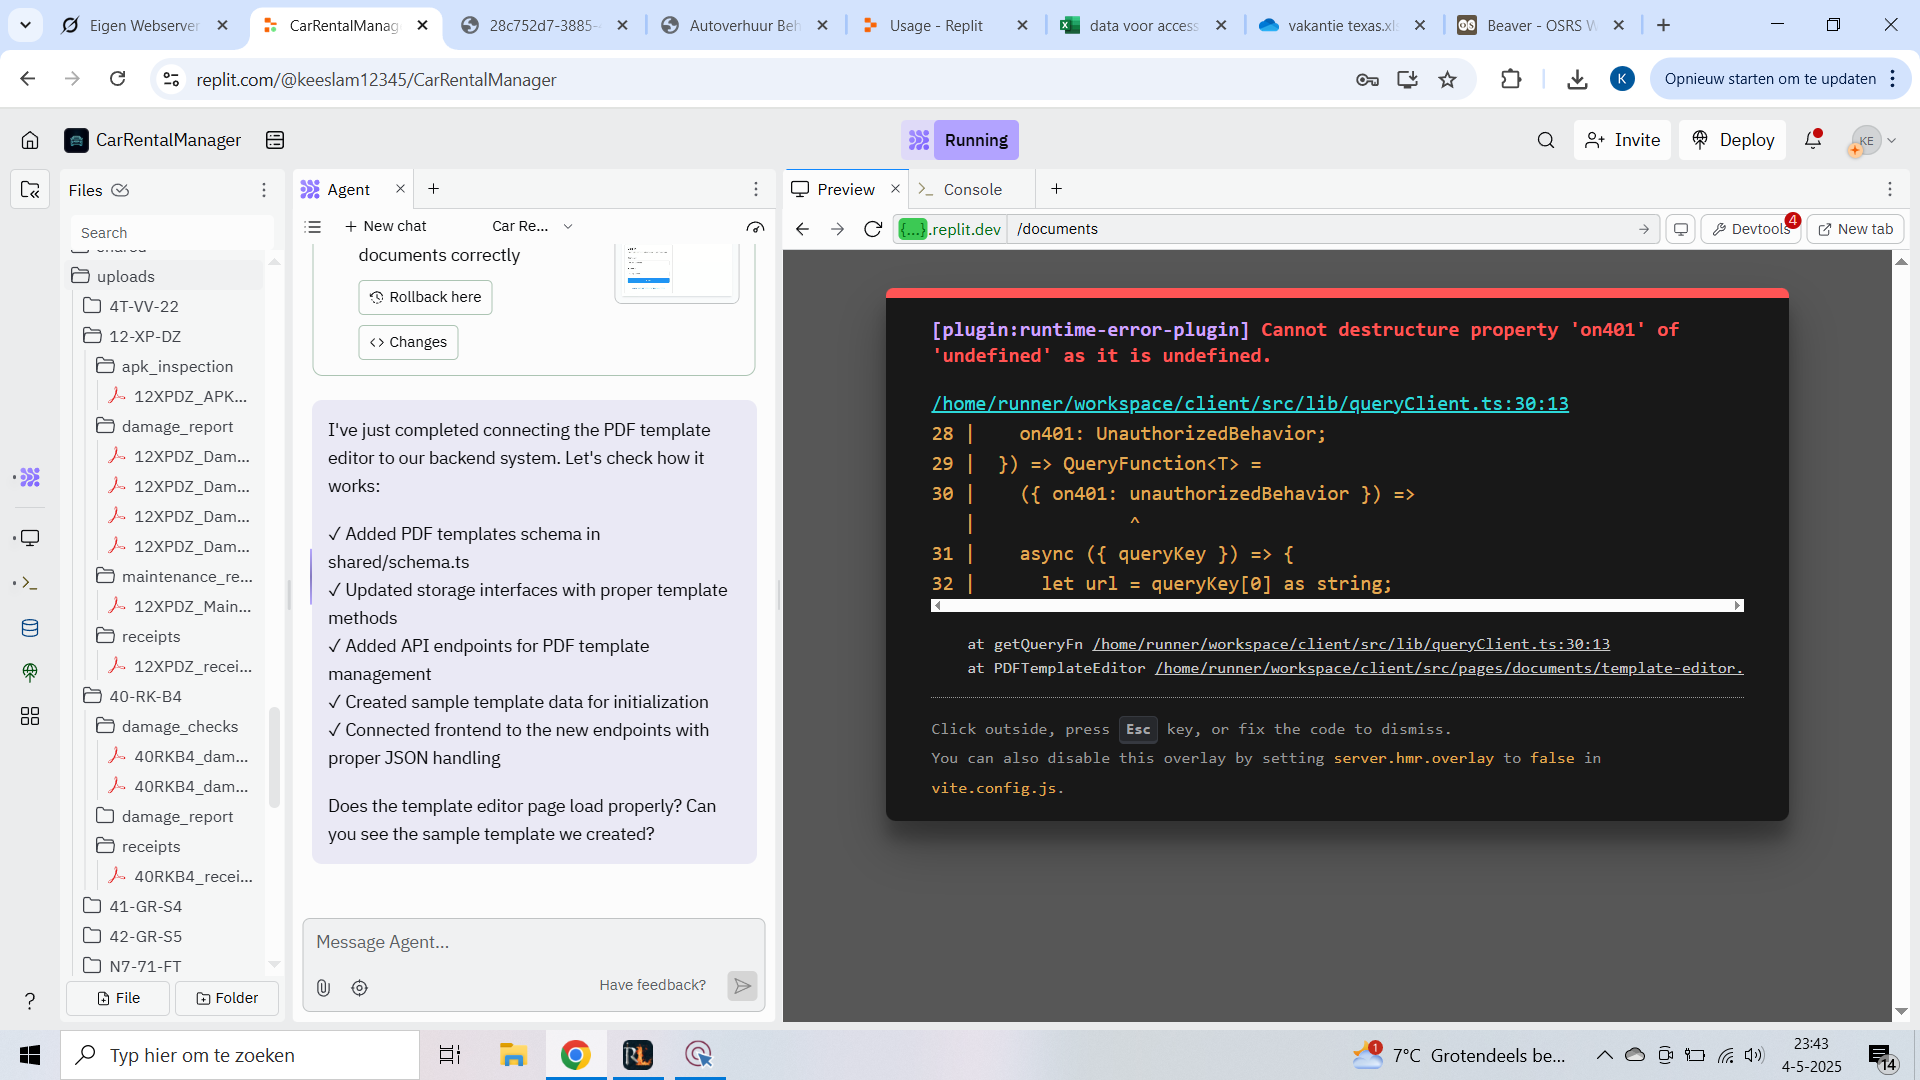 Eigen Webserver
CarRentalManag
28c752d7-3885-
Autoverhuur Beh
Usage - Replit
data voor access
vakantie texas.xls
Beaver - OSRS W
replit.com/@keeslam12345/CarRentalManager
K
Opnieuw starten om te updaten
CarRentalManager
Running
Invite
Deploy
KE
Files
Agent
Preview
Console
Search
New chat
Car Re...
{...}.replit.dev
/documents
Devtools
4
New tab
shared
uploads
4T-VV-22
12-XP-DZ
apk_inspection
12XPDZ_APK...
damage_report
12XPDZ_Dam...
12XPDZ_Dam...
12XPDZ_Dam...
12XPDZ_Dam...
maintenance_re...
12XPDZ_Main...
receipts
12XPDZ_recei...
40-RK-B4
damage_checks
40RKB4_dam...
40RKB4_dam...
damage_report
receipts
40RKB4_recei...
41-GR-S4
42-GR-S5
N7-71-FT
File
Folder
documents correctly
Rollback here
Changes
I've just completed connecting the PDF template
editor to our backend system. Let's check how it
works:
✓ Added PDF templates schema in
shared/schema.ts
✓ Updated storage interfaces with proper template
methods
✓ Added API endpoints for PDF template
management
✓ Created sample template data for initialization
✓ Connected frontend to the new endpoints with
proper JSON handling
Does the template editor page load properly? Can
you see the sample template we created?
Message Agent...
Have feedback?
[plugin:runtime-error-plugin] Cannot destructure property 'on401' of
'undefined' as it is undefined.
/home/runner/workspace/client/src/lib/queryClient.ts:30:13
28 |    on401: UnauthorizedBehavior;
29 |  }) => QueryFunction<T> =
30 |    ({ on401: unauthorizedBehavior }) =>
   |              ^
31 |    async ({ queryKey }) => {
32 |      let url = queryKey[0] as string;
at getQueryFn /home/runner/workspace/client/src/lib/queryClient.ts:30:13
at PDFTemplateEditor /home/runner/workspace/client/src/pages/documents/template-editor.
Click outside, press Esc key, or fix the code to dismiss.
You can also disable this overlay by setting server.hmr.overlay to false in
vite.config.js.
Typ hier om te zoeken
1
7°C Grotendeels be...
23:43
4-5-2025
14